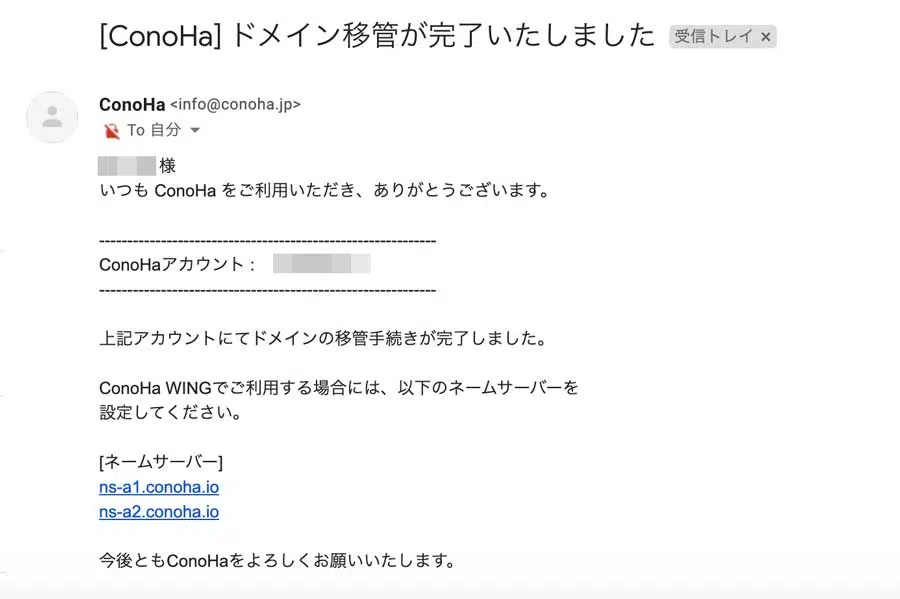 [ConoHa] ドメイン移管が完了いたしました 受信トレイ ×
ConoHa <info@conoha.jp>
To 自分
様
いつも ConoHa をご利用いただき、ありがとうございます。
------------------------------------------------------------
ConoHaアカウント：
------------------------------------------------------------
上記アカウントにてドメインの移管手続きが完了しました。
ConoHa WINGでご利用する場合には、以下のネームサーバーを
設定してください。
[ネームサーバー]
ns-a1.conoha.io
ns-a2.conoha.io
今後ともConoHaをよろしくお願いいたします。